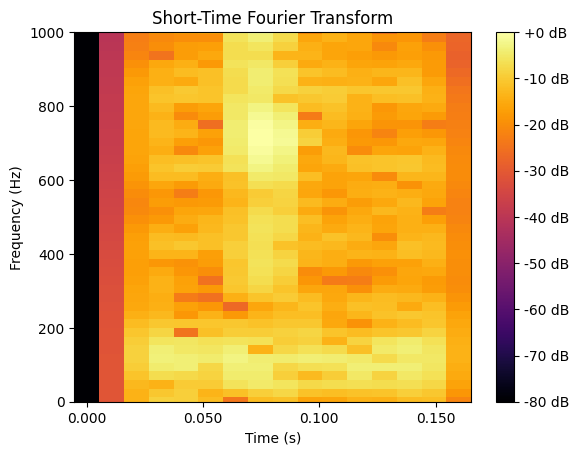 Short-Time Fourier Transform
1000
800
600
400
200
0
Frequency (Hz)
0.000
0.050
0.100
0.150
Time (s)
+0 dB
-10 dB
-20 dB
-30 dB
-40 dB
-50 dB
-60 dB
-70 dB
-80 dB